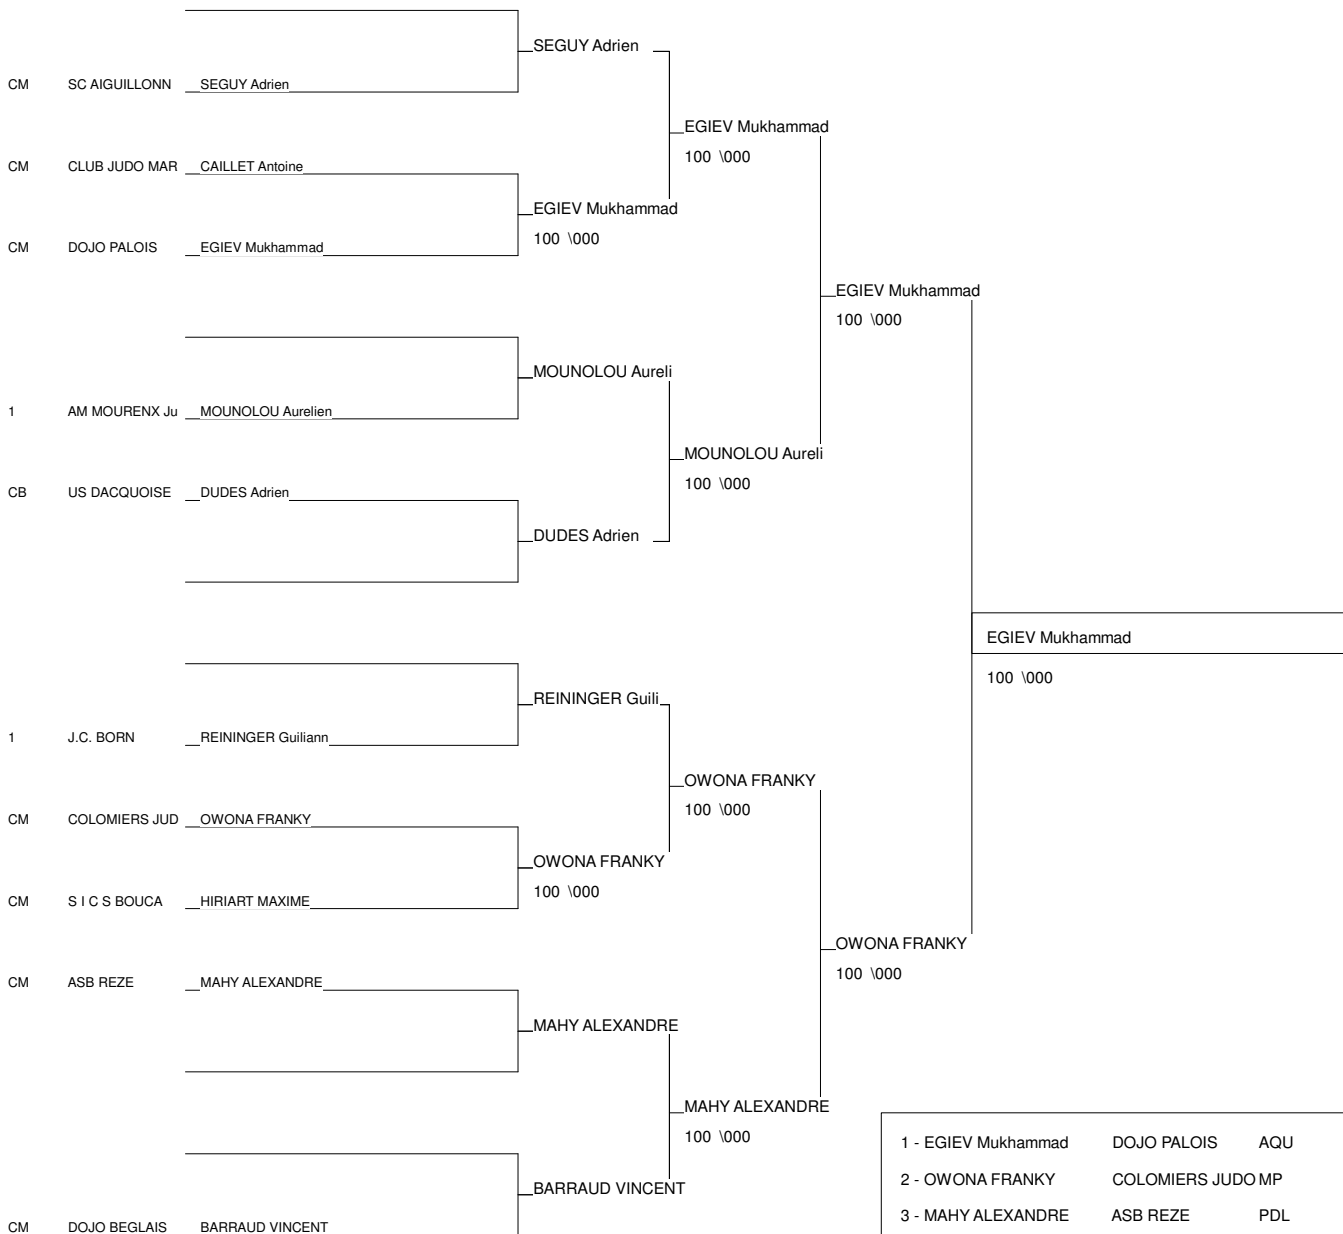 SEGUY Adrien
CM SC AIGUILLONN SEGUY Adrien
EGIEV Mukhammad
100 \000
CM CLUB JUDO MAR CAILLET Antoine
EGIEV Mukhammad
100 \000
CM DOJO PALOIS EGIEV Mukhammad
EGIEV Mukhammad
100 \000
MOUNOLOU Aureli
1 AM MOURENX Ju MOUNOLOU Aurelien
MOUNOLOU Aureli
100 \000
CB US DACQUOISE DUDES Adrien
DUDES Adrien
EGIEV Mukhammad
100 \000
REININGER Guili
1 J.C. BORN REININGER Guiliann
OWONA FRANKY
100 \000
CM COLOMIERS JUD OWONA FRANKY
OWONA FRANKY
100 \000
CM S I C S BOUCA HIRIART MAXIME
OWONA FRANKY
100 \000
CM ASB REZE MAHY ALEXANDRE
MAHY ALEXANDRE
MAHY ALEXANDRE
100 \000
BARRAUD VINCENT
CM DOJO BEGLAIS BARRAUD VINCENT
1 - EGIEV Mukhammad DOJO PALOIS AQU
2 - OWONA FRANKY COLOMIERS JUDO MP
3 - MAHY ALEXANDRE ASB REZE PDL